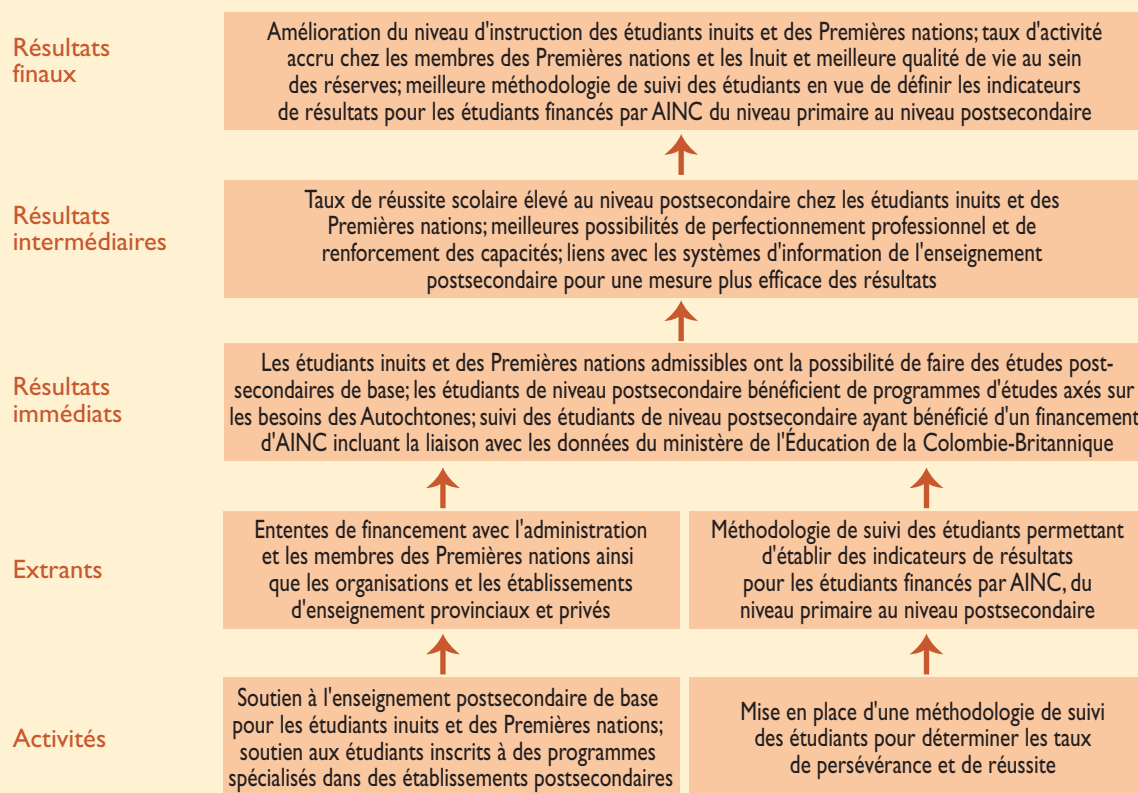 Résultats
finaux
Amélioration du niveau d'instruction des étudiants inuits et des Premières nations; taux d'activité
accru chez les membres des Premières nations et les Inuit et meilleure qualité de vie au sein
des réserves; meilleure méthodologie de suivi des étudiants en vue de définir les indicateurs
de résultats pour les étudiants financés par AINC du niveau primaire au niveau postsecondaire
Résultats
intermédiaires
Taux de réussite scolaire élevé au niveau postsecondaire chez les étudiants inuits et des
Premières nations; meilleures possibilités de perfectionnement professionnel et de
renforcement des capacités; liens avec les systèmes d'information de l'enseignement
postsecondaire pour une mesure plus efficace des résultats
Résultats
immédiats
Les étudiants inuits et des Premières nations admissibles ont la possibilité de faire des études post-
secondaires de base; les étudiants de niveau postsecondaire bénéficient de programmes d'études axés sur
les besoins des Autochtones; suivi des étudiants de niveau postsecondaire ayant bénéficié d'un financement
d'AINC incluant la liaison avec les données du ministère de l'Éducation de la Colombie-Britannique
Extrants
Ententes de financement avec l'administration
et les membres des Premières nations ainsi
que les organisations et les établissements
d'enseignement provinciaux et privés
Méthodologie de suivi des étudiants permettant
d'établir des indicateurs de résultats
pour les étudiants financés par AINC, du
niveau primaire au niveau postsecondaire
Activités
Soutien à l'enseignement postsecondaire de base
pour les étudiants inuits et des Premières nations;
soutien aux étudiants inscrits à des programmes
spécialisés dans des établissements postsecondaires
Mise en place d'une méthodologie de suivi
des étudiants pour déterminer les taux
de persévérance et de réussite